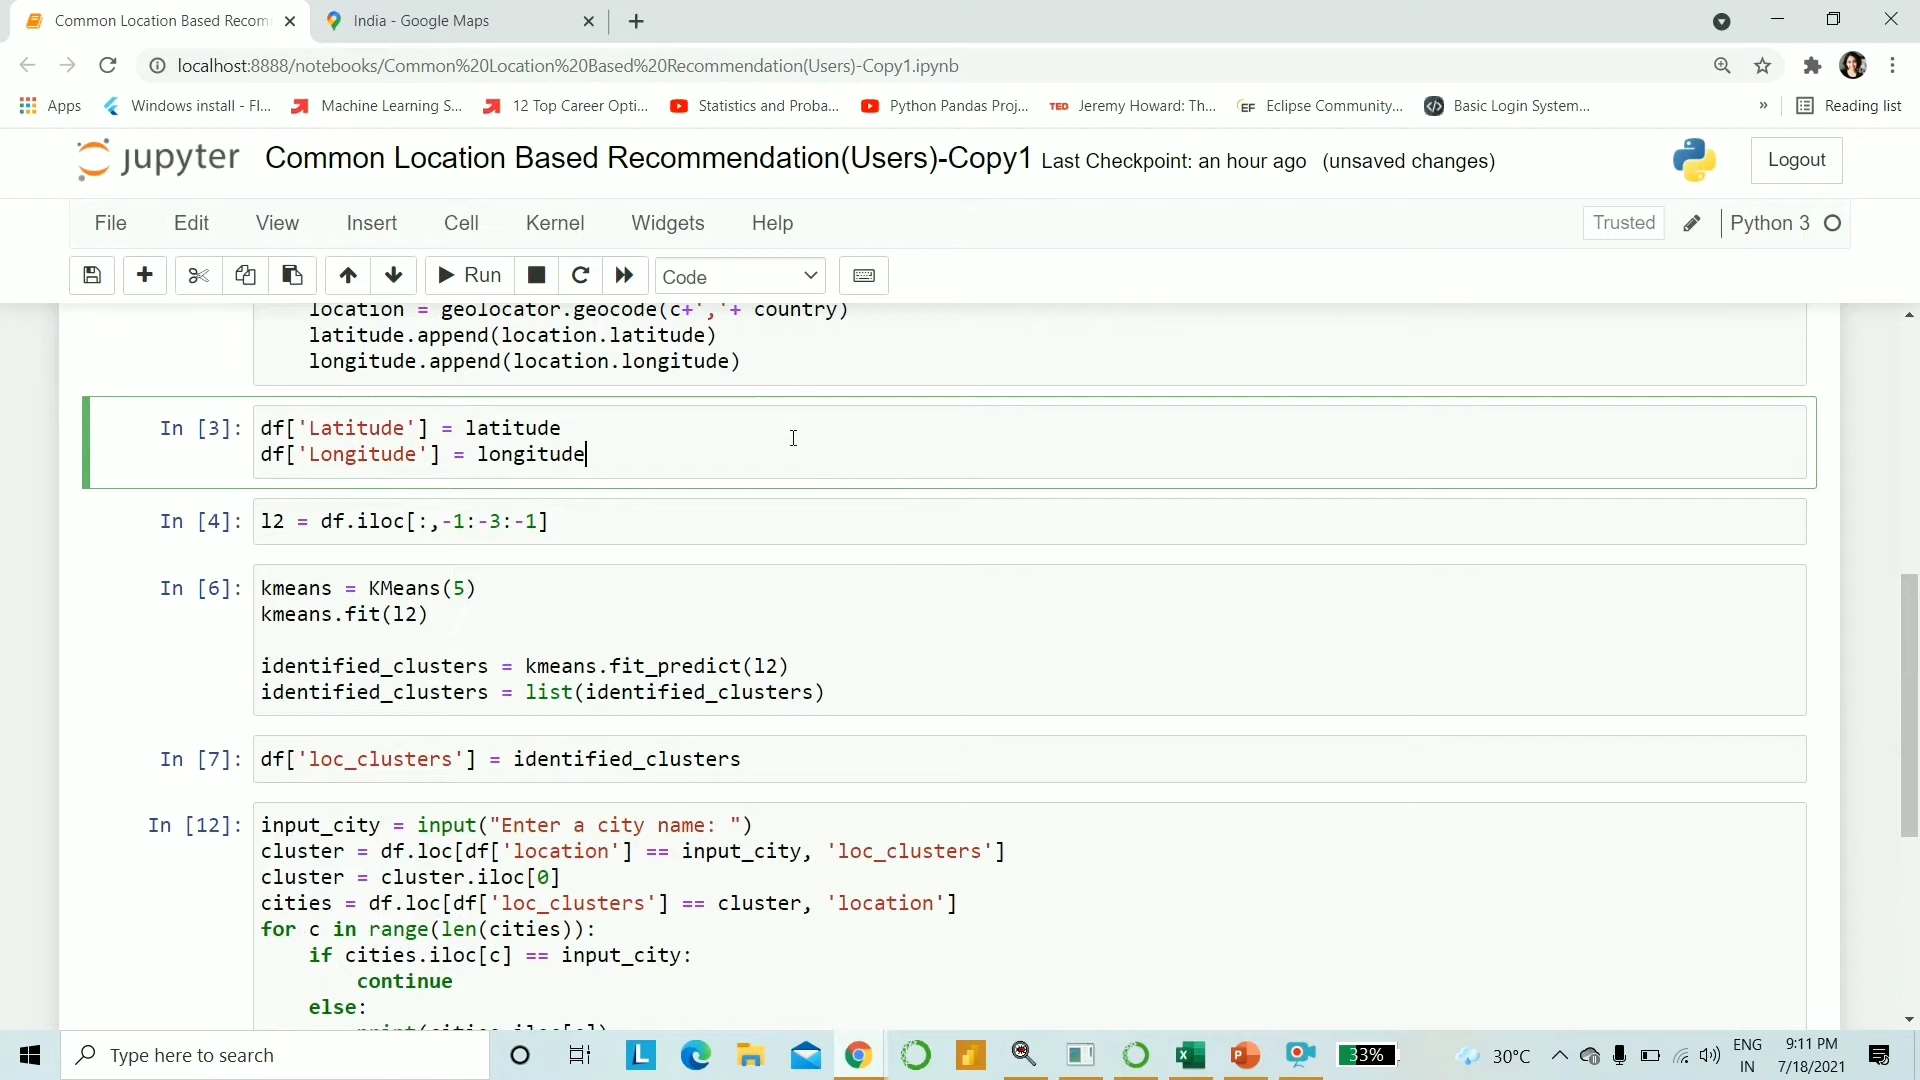 Common Location Based Recom
India - Google Maps
localhost:8888/notebooks/Common%20Location%20Based%20Recommendation(Users)-Copy1.ipynb
Apps
Windows install - Fl...
Machine Learning S...
12 Top Career Opti...
Statistics and Proba...
Python Pandas Proj...
TED
Jeremy Howard: Th...
EF
Eclipse Community...
Basic Login System...
»
Reading list
jupyter
Common Location Based Recommendation(Users)-Copy1
Last Checkpoint: an hour ago (unsaved changes)
Logout
File
Edit
View
Insert
Cell
Kernel
Widgets
Help
Trusted
Python 3
Run
Code
location = geolocator.geocode(c+','+ country)
latitude.append(location.latitude)
longitude.append(location.longitude)
In [3]:
df['Latitude'] = latitude
df['Longitude'] = longitude
In [4]:
l2 = df.iloc[:,-1:-3:-1]
In [6]:
kmeans = KMeans(5)
kmeans.fit(l2)
identified_clusters = kmeans.fit_predict(l2)
identified_clusters = list(identified_clusters)
In [7]:
df['loc_clusters'] = identified_clusters
In [12]:
input_city = input("Enter a city name: ")
cluster = df.loc[df['location'] == input_city, 'loc_clusters']
cluster = cluster.iloc[0]
cities = df.loc[df['loc_clusters'] == cluster, 'location']
for c in range(len(cities)):
if cities.iloc[c] == input_city:
continue
else:
print(cities.iloc[c])
Type here to search
L
33%
30°C
ENG
IN
9:11 PM
7/18/2021